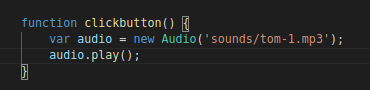 function clickbutton() {
    var audio = new Audio('sounds/tom-1.mp3');
    audio.play();
}